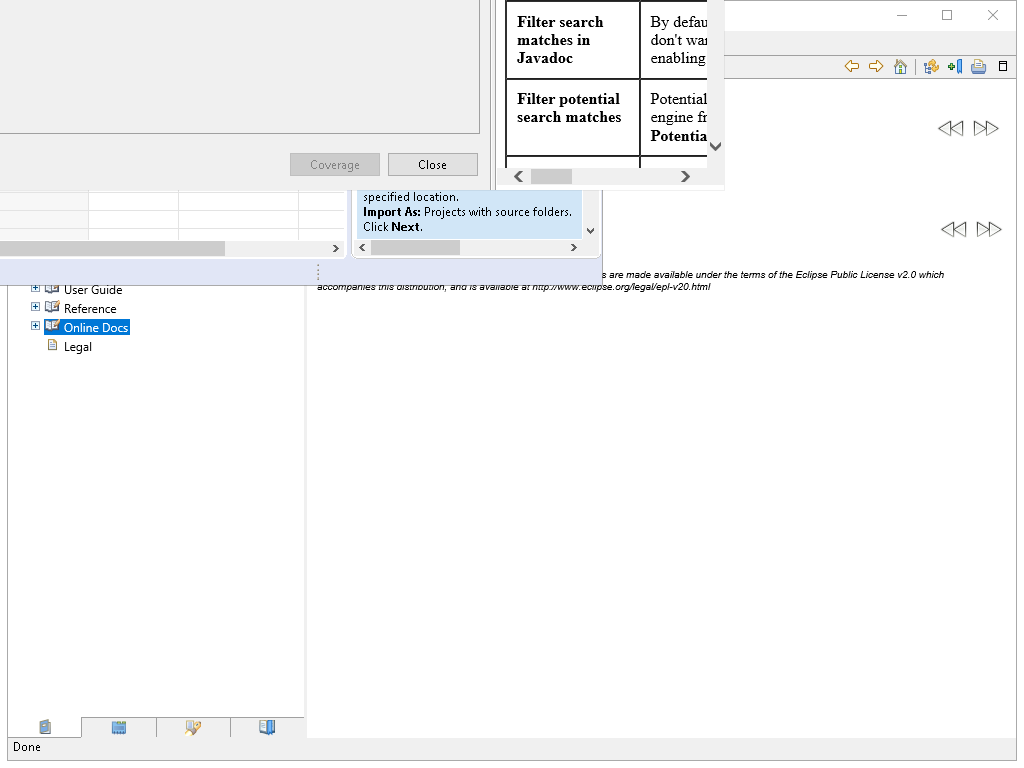 Filter search
matches in
Javadoc
By defau
don't wa
enabling
Filter potential
search matches
Potential
engine fr
Potentia
Coverage
Close
specified location.
Import As: Projects with source folders.
Click Next.
s are made available under the terms of the Eclipse Public License v2.0 which
accompanies this distribution, and is available at http://www.eclipse.org/legal/epl-v20.html
User Guide
Reference
Online Docs
Legal
Done